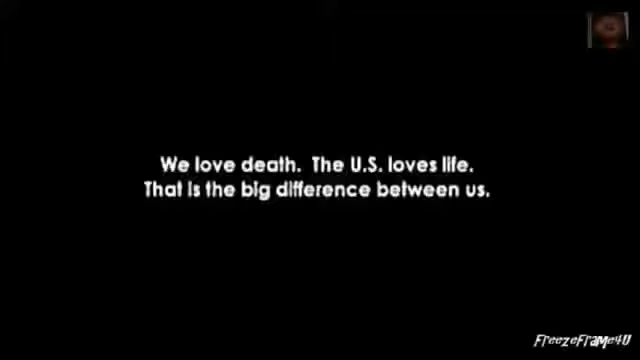 We love death. The U.S. loves life.
That is the big difference between us.
FreezeFraMe4U